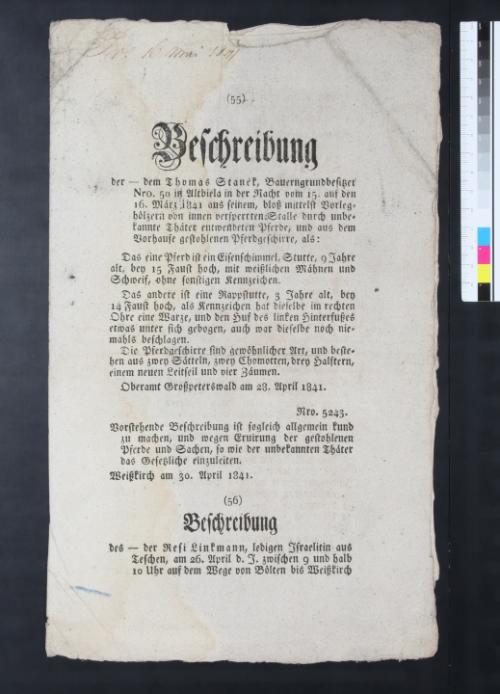 (55)
Beschreibung
der — dem Thomas Stanék, Bauerngrundbesitzer
Nro. 50 in Altbiela in der Nacht vom 15. auf den
16. März 1841 aus seinem, bloß mittelst Vorleg-
hölzern von innen versperrten Stalle durch unbe-
kannte Thäter entwendeten Pferde, und aus dem
Vorhause gestohlenen Pferdgeschirre, als:
Das eine Pferd ist ein Eisenschimmel, Stutte, 9 Jahre
alt, bey 15 Faust hoch, mit weißlichen Mähnen und
Schweif, ohne sonstigen Kennzeichen.
Das andere ist eine Rappstutte, 3 Jahre alt, bey
14 Faust hoch, als Kennzeichen hat dieselbe im rechten
Ohre eine Warze, und den Huf des linken Hinterfußes
etwas unter sich gebogen, auch war dieselbe noch nie-
mahls beschlagen.
Die Pferdgeschirre sind gewöhnlicher Art, und beste-
hen aus zwey Sätteln, zwey Chomotten, drey Halftern,
einem neuen Leitseil und vier Zäumen.
Oberamt Großpeterswald am 28. April 1841.
Nro. 5243.
Vorstehende Beschreibung ist sogleich allgemein kund
zu machen, und wegen Eruirung der gestohlenen
Pferde und Sachen, so wie der unbekannten Thäter
das Gesetzliche einzuleiten.
Weißkirch am 30. April 1841.
(56)
Beschreibung
des — der Resi Linkmann, ledigen Israelitin aus
Teschen, am 26. April d. J. zwischen 9 und halb
10 Uhr auf dem Wege von Bölten bis Weißkirch